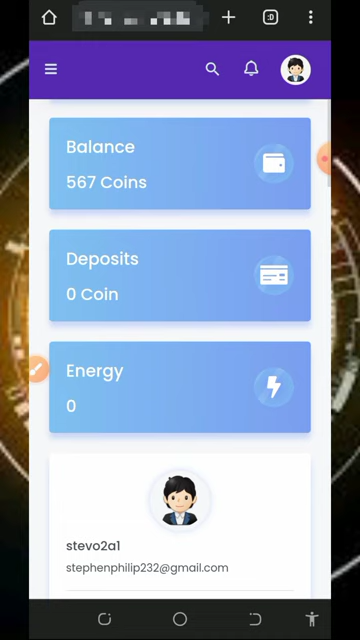 :D
Balance
567 Coins
Deposits
0 Coin
Energy
0
stevo2a1
stephenphilip232@gmail.com